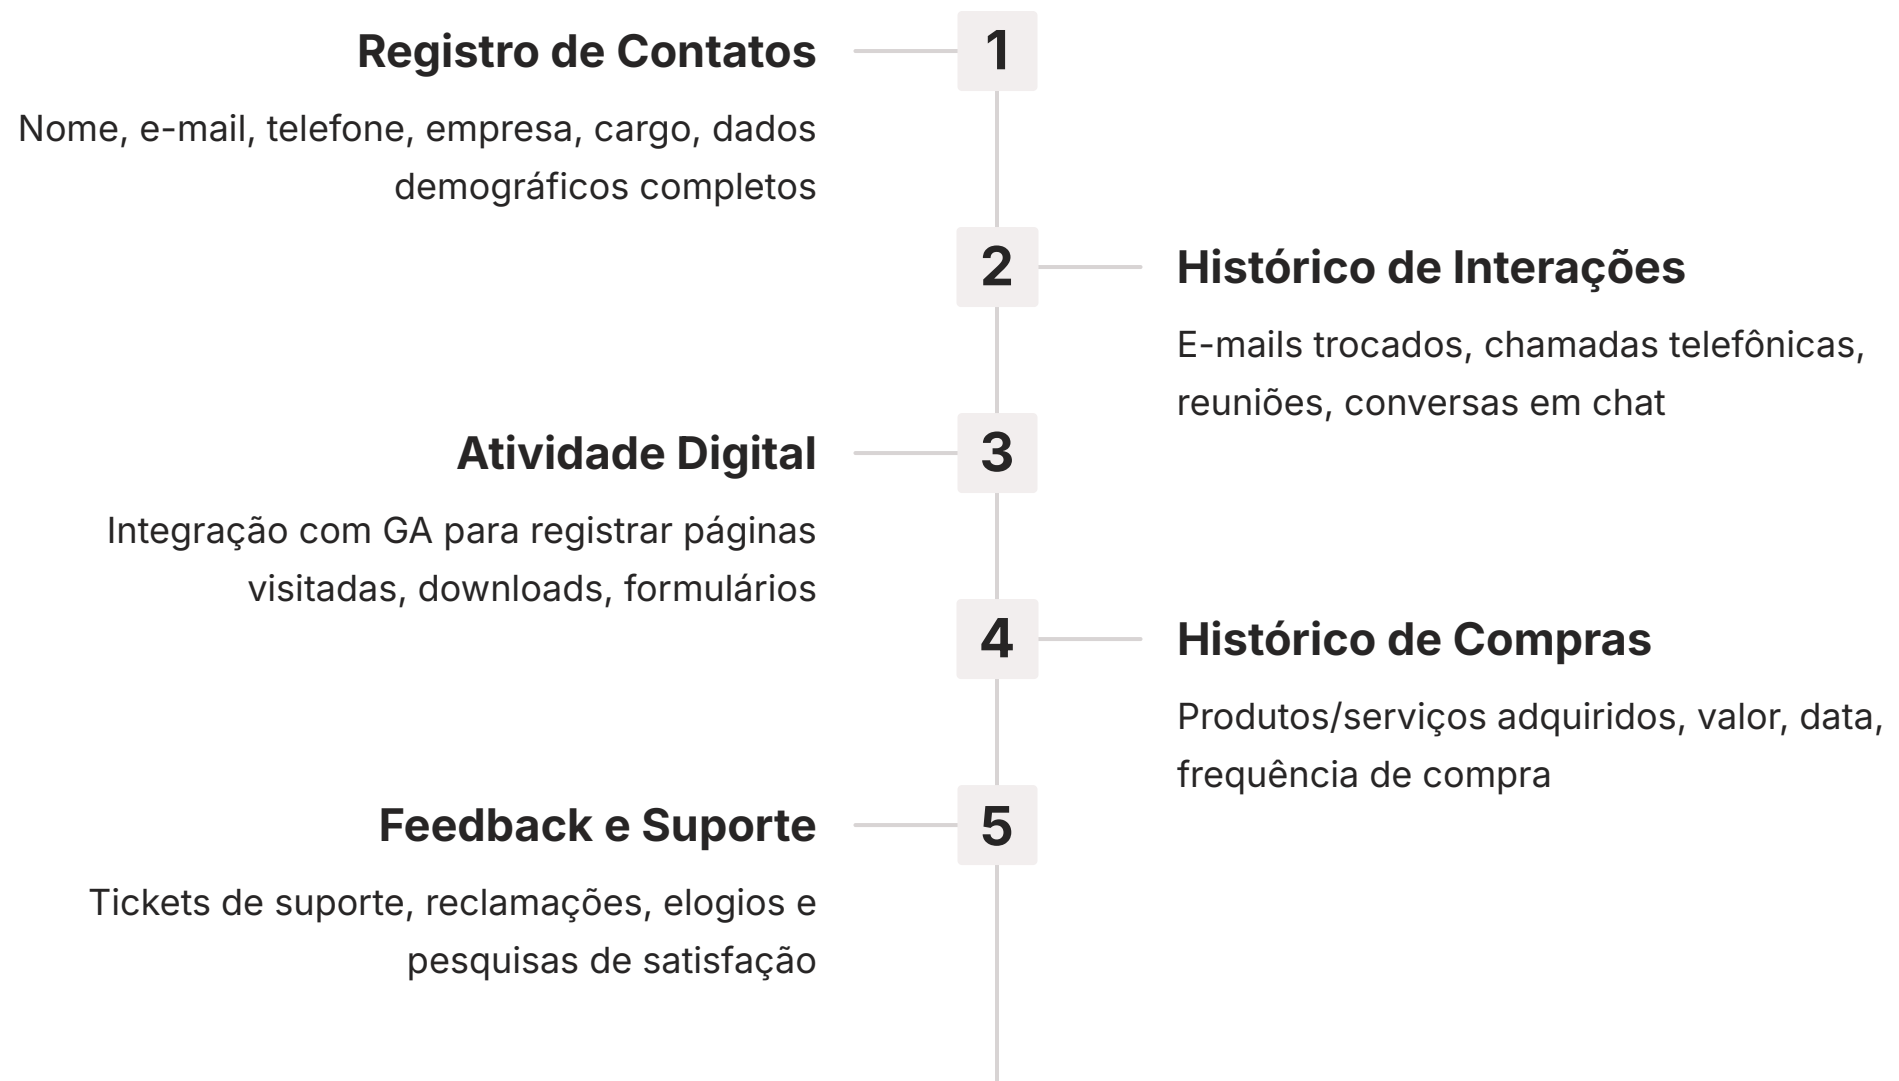 1
Registro de Contatos
Nome, e-mail, telefone, empresa, cargo, dados
demográficos completos
2
Histórico de Interações
E-mails trocados, chamadas telefônicas,
reuniões, conversas em chat
3
Atividade Digital
Integração com GA para registrar páginas
visitadas, downloads, formulários
4
Histórico de Compras
Produtos/serviços adquiridos, valor, data,
frequência de compra
5
Feedback e Suporte
Tickets de suporte, reclamações, elogios e
pesquisas de satisfação